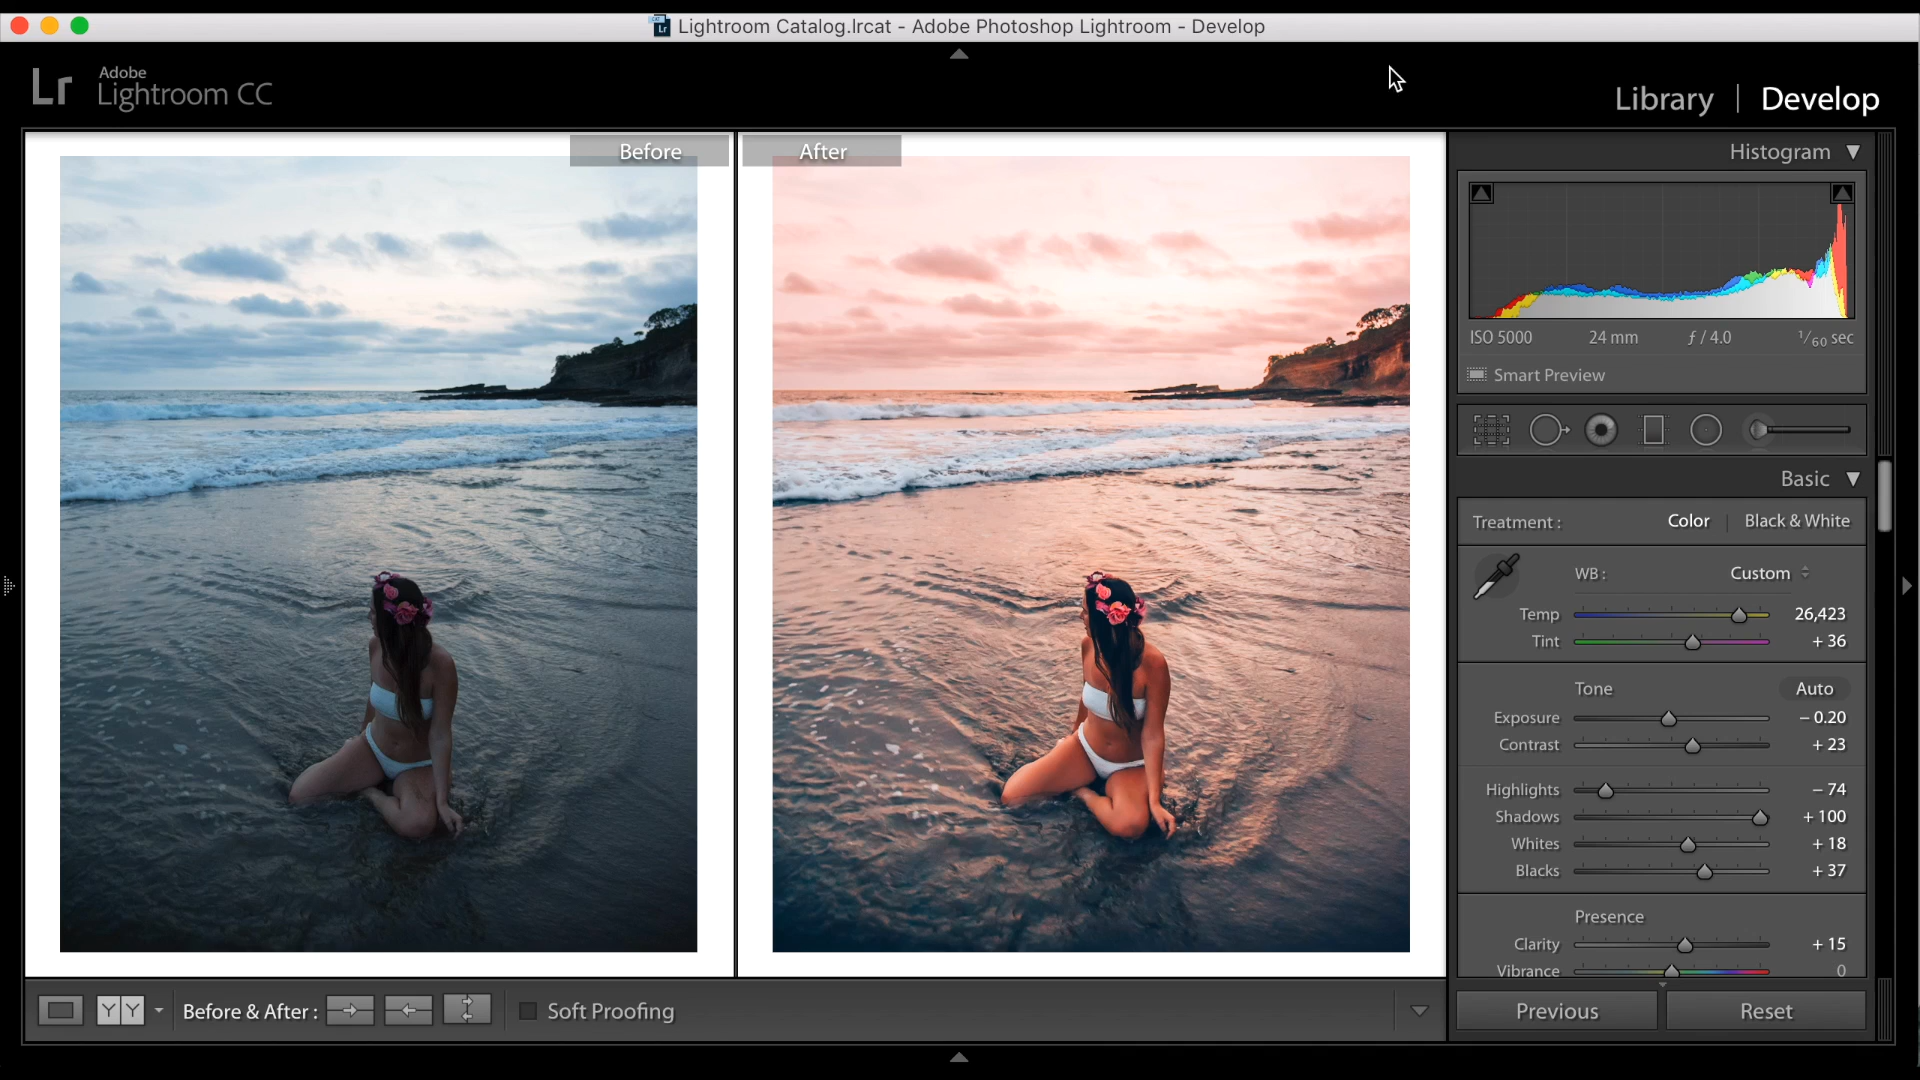 Lightroom Catalog.lrcat - Adobe Photoshop Lightroom - Develop
Lr Adobe
Lightroom CC
Library | Develop
Before
After
Histogram
ISO 5000 24 mm ƒ / 4.0 1/60 sec
Smart Preview
Basic
Treatment : Color Black & White
WB : Custom
Temp 26,423
Tint + 36
Tone Auto
Exposure – 0.20
Contrast + 23
Highlights – 74
Shadows + 100
Whites + 18
Blacks + 37
Presence
Clarity + 15
Vibrance 0
YY Before & After : Soft Proofing
Previous Reset